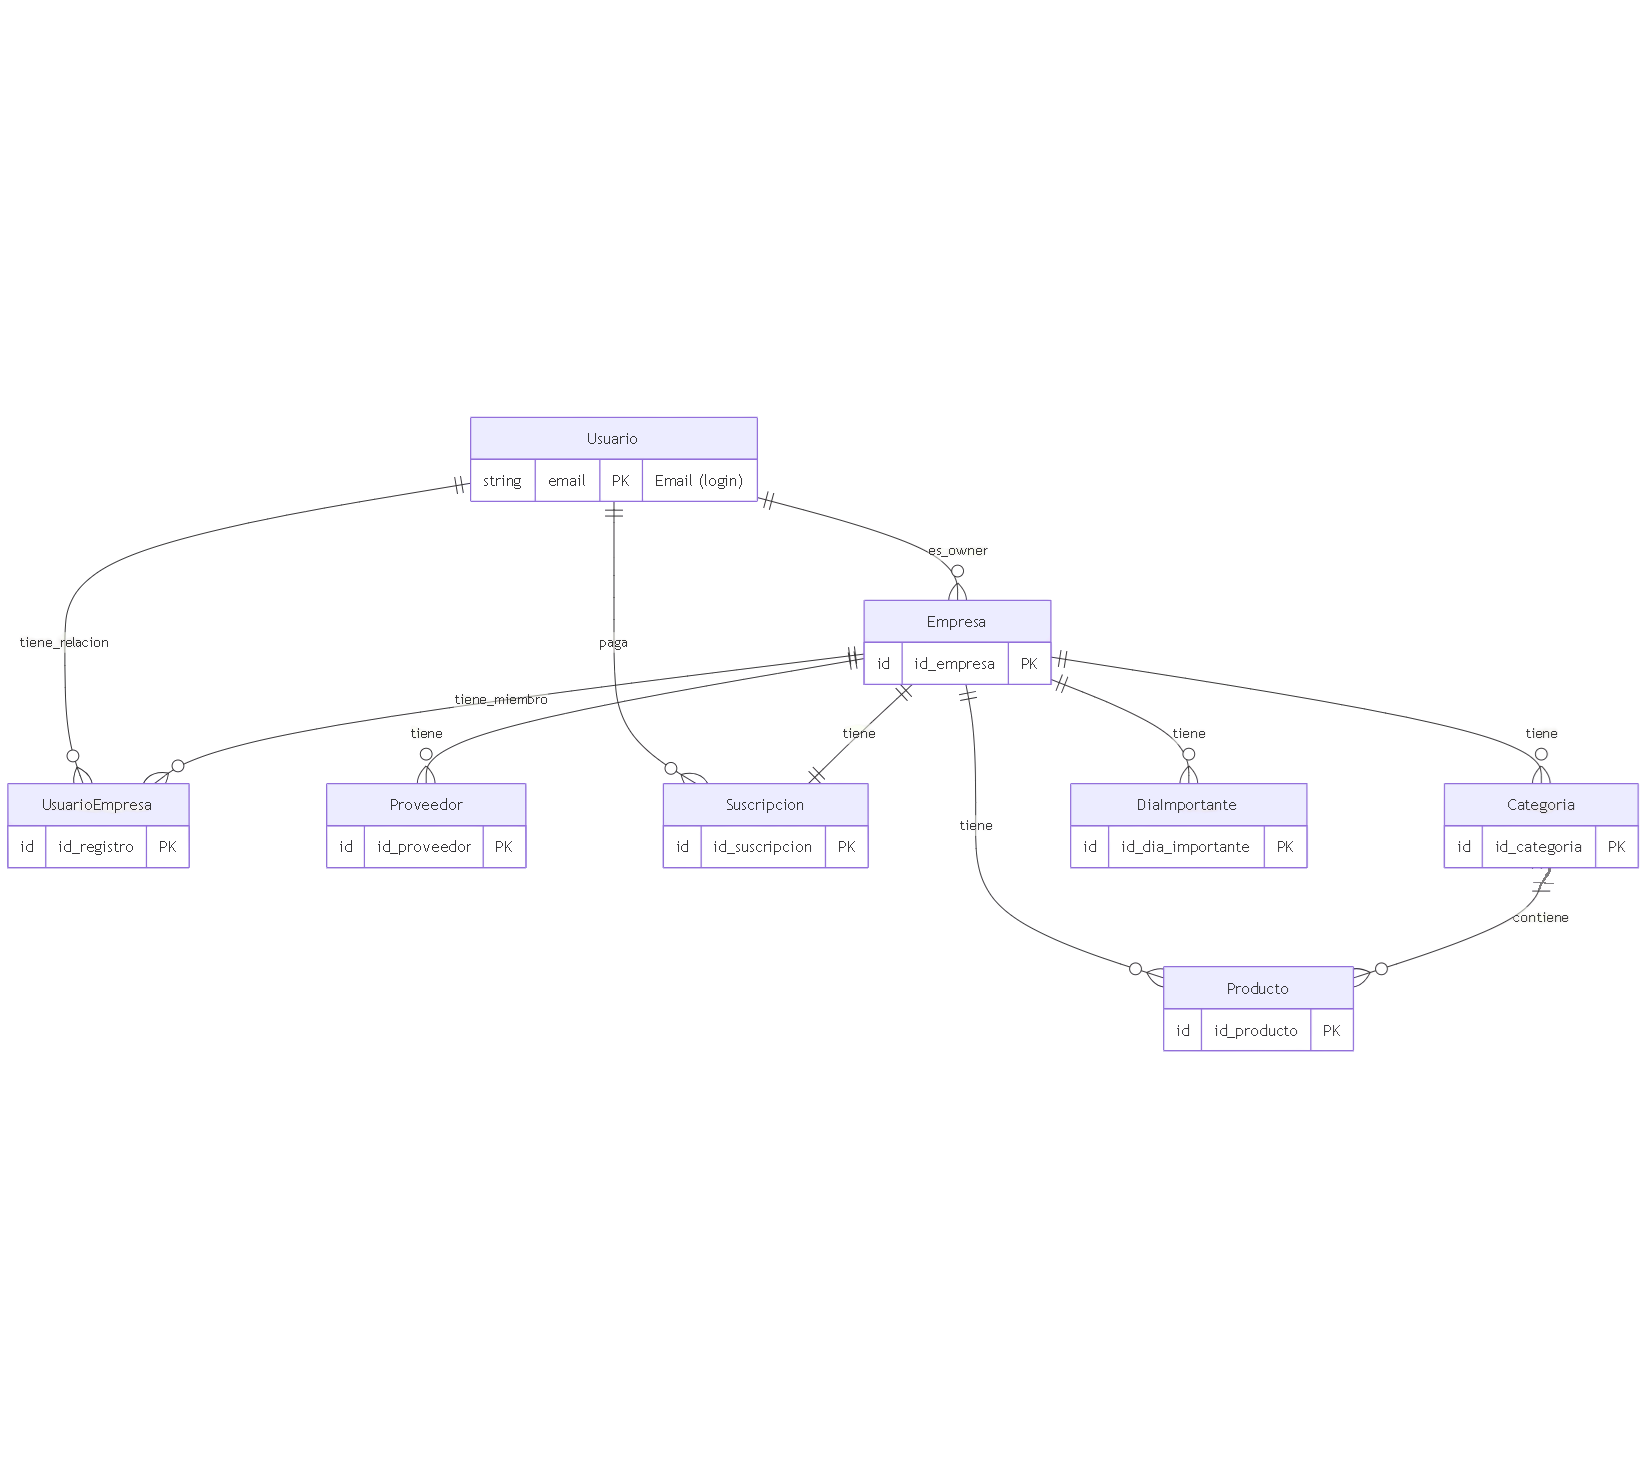 Usuario
string email PK Email (login)
es_owner
Empresa
id id_empresa PK
tiene_relacion
paga
tiene_miembro
tiene
tiene
tiene
tiene
UsuarioEmpresa
id id_registro PK
Proveedor
id id_proveedor PK
Suscripcion
id id_suscripcion PK
tiene
DiaImportante
id id_dia_importante PK
Categoria
id id_categoria PK
contiene
Producto
id id_producto PK